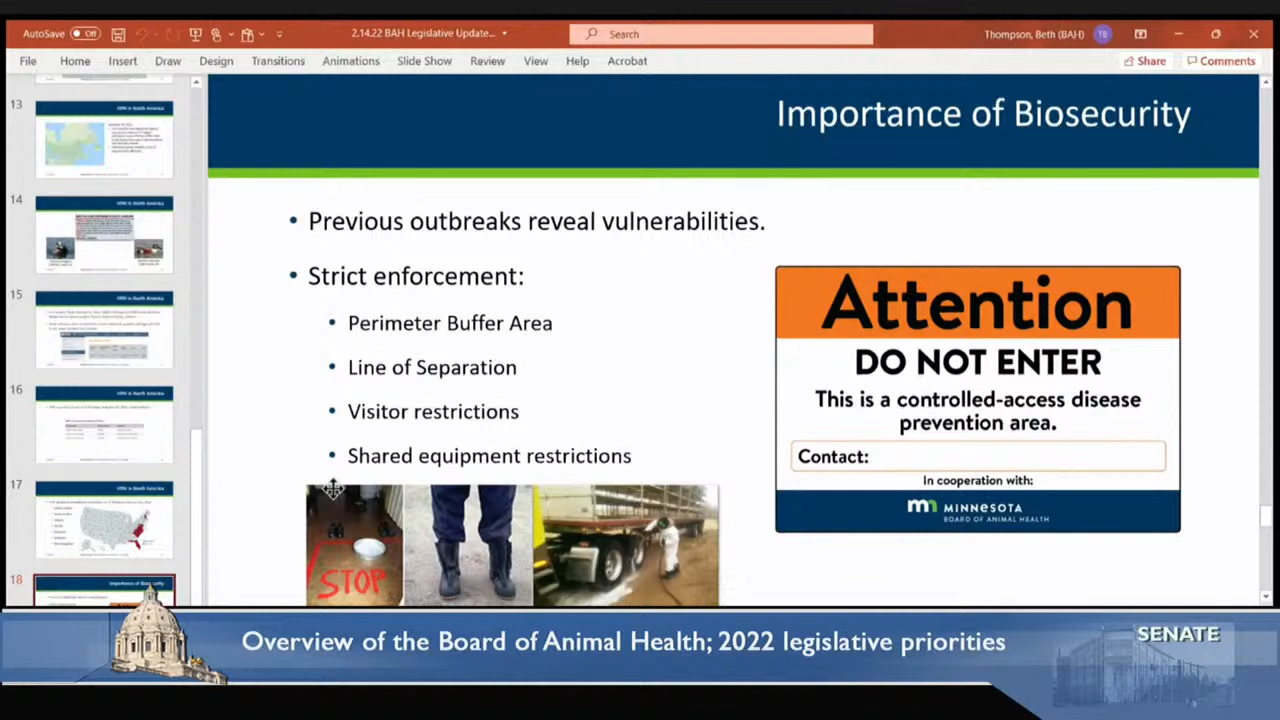 AutoSave Off
2.14.22 BAH Legislative Update...
Search
Thompson, Beth (BAH) TB
File Home Insert Draw Design Transitions Animations Slide Show Review View Help Acrobat
Share Comments
13
14
15
16
17
18
Importance of Biosecurity
• Previous outbreaks reveal vulnerabilities.
• Strict enforcement:
• Perimeter Buffer Area
• Line of Separation
• Visitor restrictions
• Shared equipment restrictions
Attention
DO NOT ENTER
This is a controlled-access disease
prevention area.
Contact:
In cooperation with:
mn MINNESOTA
BOARD OF ANIMAL HEALTH
STOP
Overview of the Board of Animal Health; 2022 legislative priorities
SENATE